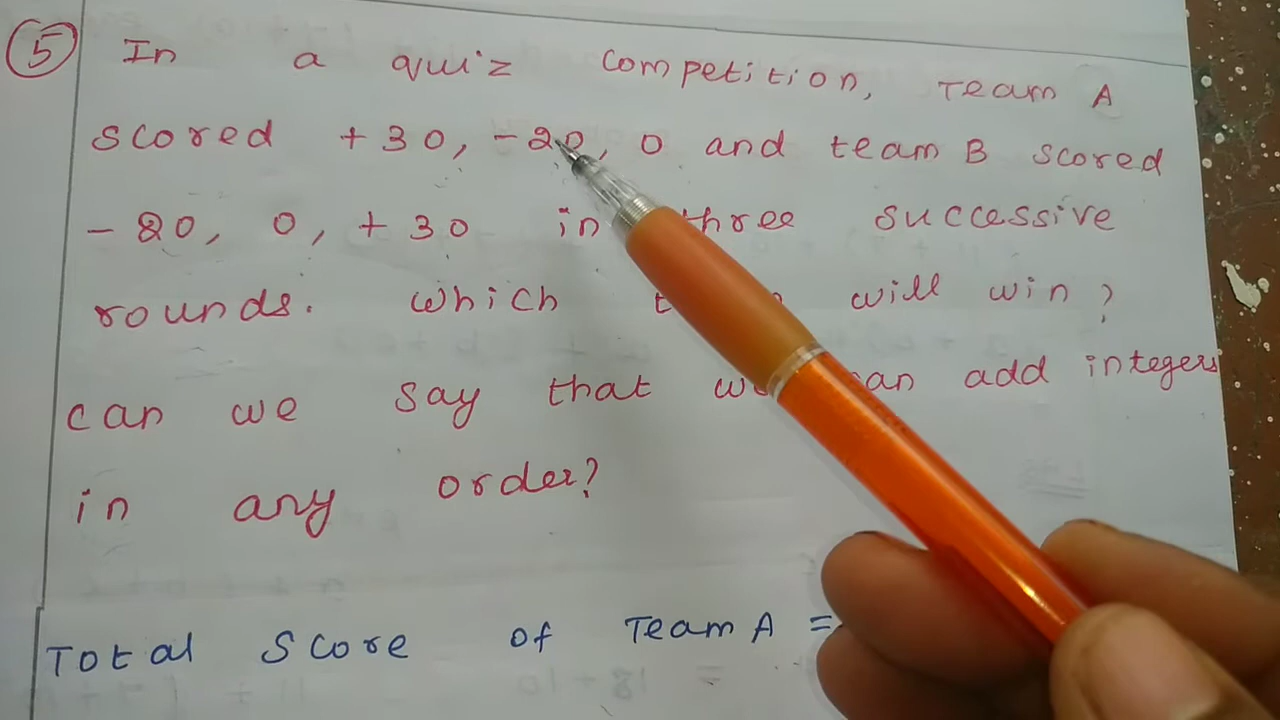 5 In a quiz competition, Team A
scored +30, -20, 0 and team B scored
-20, 0, +30 in three successive
rounds. Which will win?
can we say that add integers
in any order?
Total Score of Team A =